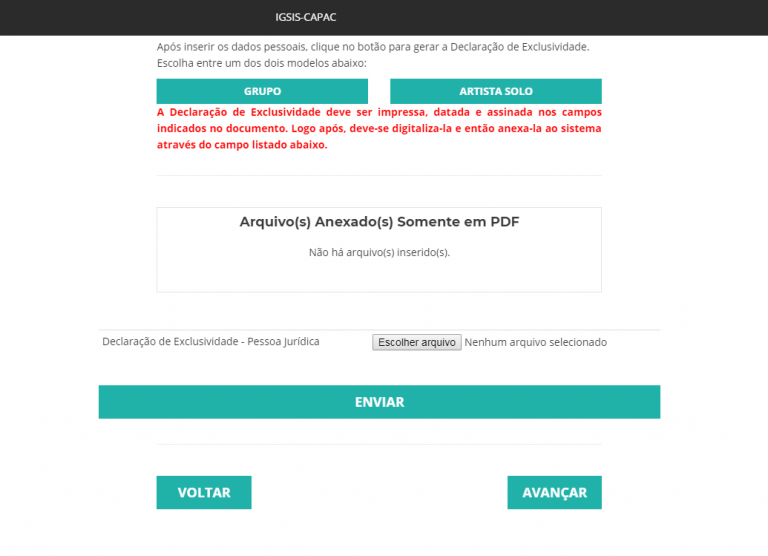 IGSIS-CAPAC
Após inserir os dados pessoais, clique no botão para gerar a Declaração de Exclusividade.
Escolha entre um dos dois modelos abaixo:
GRUPO
ARTISTA SOLO
A Declaração de Exclusividade deve ser impressa, datada e assinada nos campos
indicados no documento. Logo após, deve-se digitaliza-la e então anexa-la ao sistema
através do campo listado abaixo.
Arquivo(s) Anexado(s) Somente em PDF
Não há arquivo(s) inserido(s).
Declaração de Exclusividade - Pessoa Jurídica
Escolher arquivo Nenhum arquivo selecionado
ENVIAR
VOLTAR
AVANÇAR